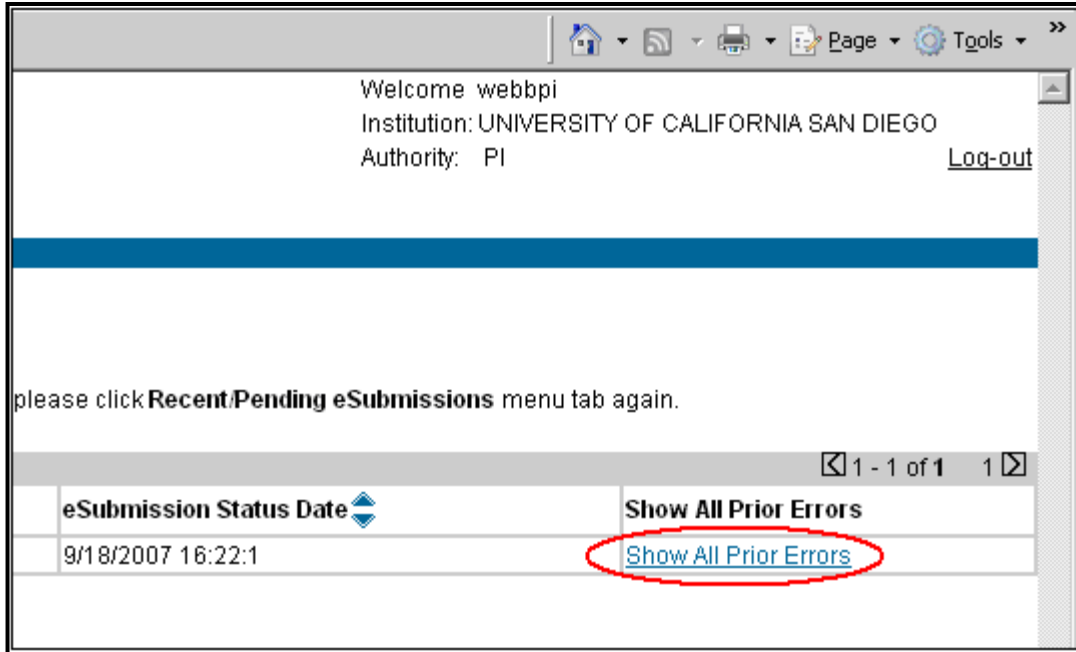 Page Tools »
Welcome webbpi
Institution: UNIVERSITY OF CALIFORNIA SAN DIEGO
Authority: PI Log-out
please click Recent/Pending eSubmissions menu tab again.
1 - 1 of 1 1
eSubmission Status Date Show All Prior Errors
9/18/2007 16:22:1 Show All Prior Errors